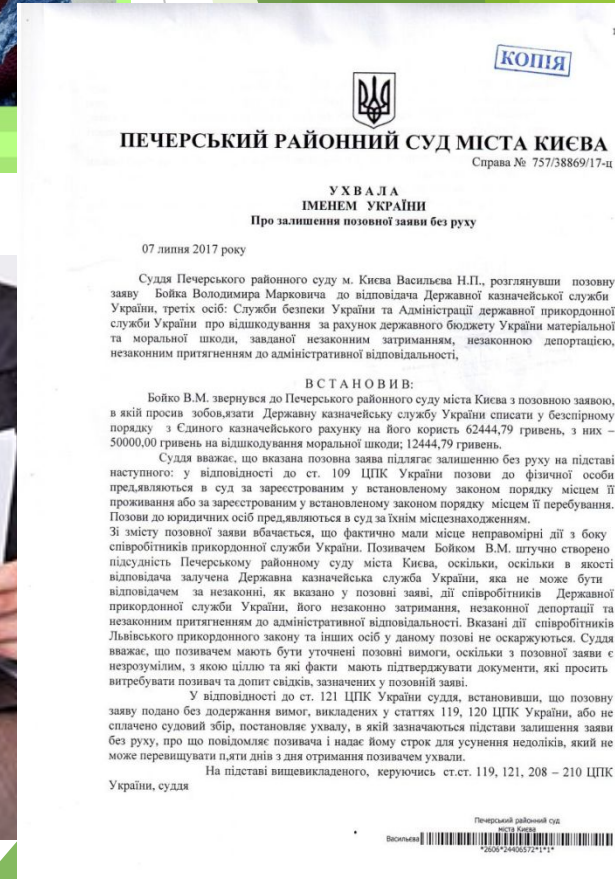 КОПІЯ
ПЕЧЕРСЬКИЙ РАЙОННИЙ СУД МІСТА КИЄВА
Справа № 757/38869/17-ц
У Х В А Л А
ІМЕНЕМ УКРАЇНИ
Про залишення позовної заяви без руху
07 липня 2017 року
Суддя Печерського районного суду м. Києва Васильєва Н.П., розглянувши позовну
заяву Бойка Володимира Марковича до відповідача Державної казначейської служби
України, третіх осіб: Служби безпеки України та Адміністрації державної прикордонної
служби України про відшкодування за рахунок державного бюджету України матеріальної
та моральної шкоди, завданої незаконним затриманням, незаконною депортацією,
незаконним притягненням до адміністративної відповідальності,
В С Т А Н О В И В:
Бойко В.М. звернувся до Печерського районного суду міста Києва з позовною заявою,
в якій просив зобов,язати Державну казначейську службу України списати у безспірному
порядку з Єдиного казначейського рахунку на його користь 62444,79 гривень, з них –
50000,00 гривень на відшкодування моральної шкоди; 12444,79 гривень.
Суддя вважає, що вказана позовна заява підлягає залишенню без руху на підставі
наступного: у відповідності до ст. 109 ЦПК України позови до фізичної особи
пред,являються в суд за зареєстрованим у встановленому законом порядку місцем її
проживання або за зареєстрованим у встановленому законом порядку місцем її перебування.
Позови до юридичних осіб пред,являються в суд за їхнім місцезнаходженням.
Зі змісту позовної заяви вбачається, що фактично мали місце неправомірні дії з боку
співробітників прикордонної служби України. Позивачем Бойком В.М. штучно створено
підсудність Печерському районному суду міста Києва, оскільки, оскільки в якості
відповідача залучена Державна казначейська служба України, яка не може бути
відповідачем за незаконні, як вказано у позовні заяві, дії співробітників Державної
прикордонної служби України, його незаконно затримання, незаконної депортації та
незаконним притягненням до адміністративної відповідальності. Вказані дії співробітників
Львівського прикордонного закону та інших осіб у даному позові не оскаржуються. Суддя
вважає, що позивачем мають бути уточнені позовні вимоги, оскільки з позовної заяви є
незрозумілим, з якою ціллю та які факти мають підтверджувати документи, які просить
витребувати позивач та допит свідків, зазначених у позовній заяві.
У відповідності до ст. 121 ЦПК України суддя, встановивши, що позовну
заяву подано без додержання вимог, викладених у статтях 119, 120 ЦПК України, або не
сплачено судовий збір, постановляє ухвалу, в якій зазначаються підстави залишення заяви
без руху, про що повідомляє позивача і надає йому строк для усунення недоліків, який не
може перевищувати п,яти днів з дня отримання позивачем ухвали.
На підставі вищевикладеного, керуючись ст.ст. 119, 121, 208 – 210 ЦПК
України, суддя
Печерський районний суд
міста Києва
Васильєва
*2606*24406572*1*1*